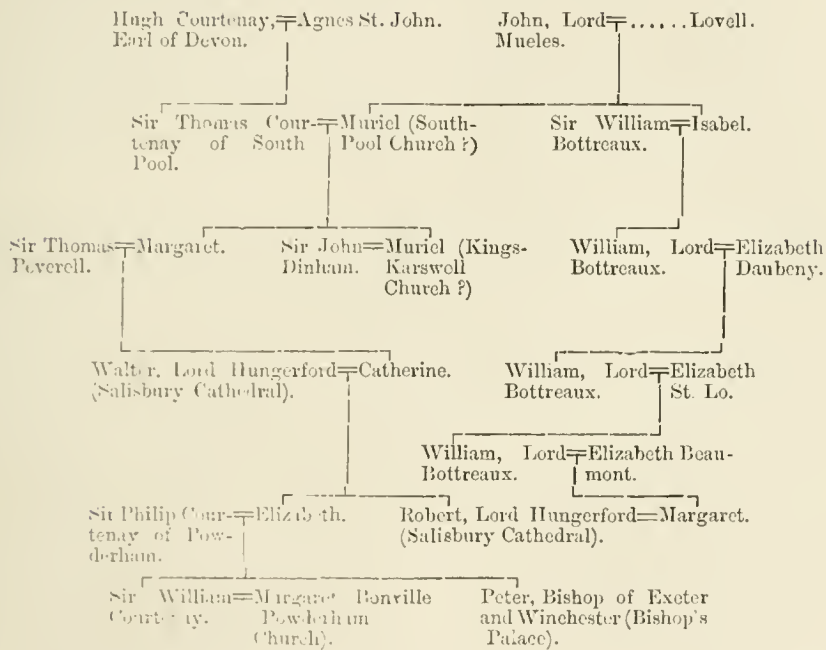 Hugh Courtenay, Agnes St. John. John, Lord ...... Lovell.
Earl of Devon. Mueles.
Sir Thomas Cour- Muriel (South- Sir William Isabel.
tenay of South Pool Church ?) Bottreaux.
Pool.
Sir Thomas Margaret. Sir John Muriel (Kings- William, Lord Elizabeth
Peverell. Dinham. Karswell Bottreaux. Daubeny.
Church ?)
Walter, Lord Hungerford Catherine. William, Lord Elizabeth
(Salisbury Cathedral). Bottreaux. St. Lo.
William, Lord Elizabeth Beau-
Bottreaux. mont.
Sir Philip Cour- Elizabeth. Robert, Lord Hungerford Margaret.
tenay of Pow- (Salisbury Cathedral).
derham.
Sir William Margaret Bonville Peter, Bishop of Exeter
Courtenay. Powderham and Winchester (Bishop's
Church). Palace).